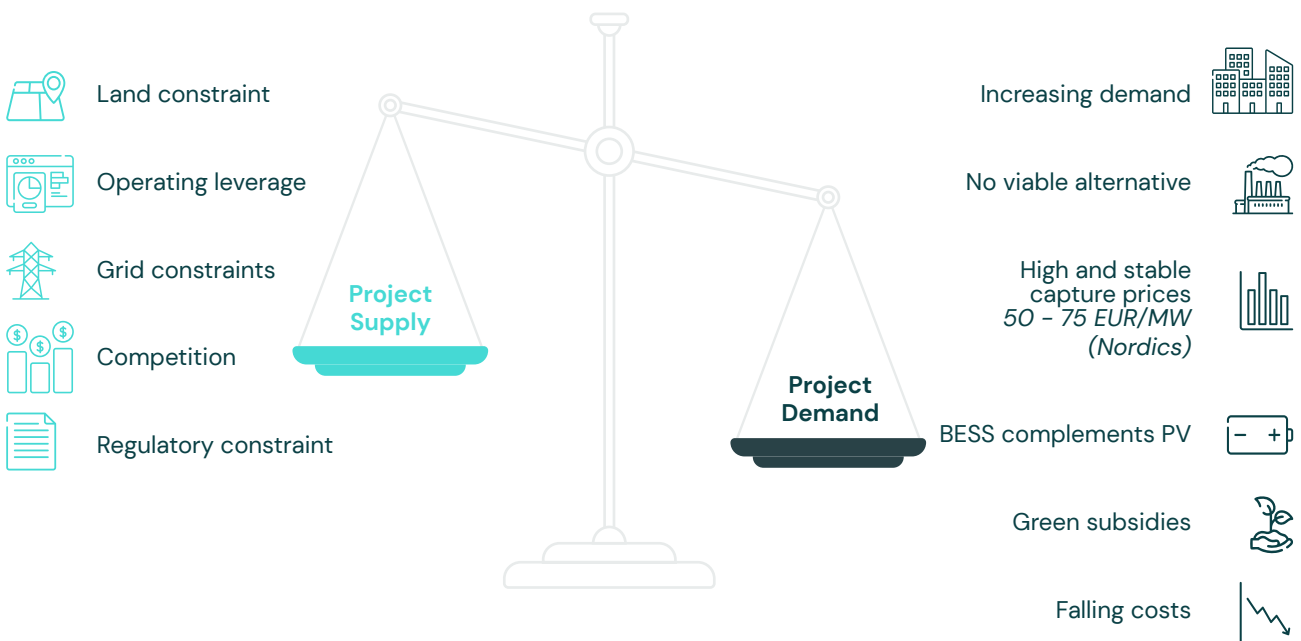 Land constraint
Operating leverage
Grid constraints
Competition
Regulatory constraint
Project
Supply
Project
Demand
Increasing demand
No viable alternative
High and stable
capture prices
50 - 75 EUR/MW
(Nordics)
BESS complements PV
Green subsidies
Falling costs
$
$
$